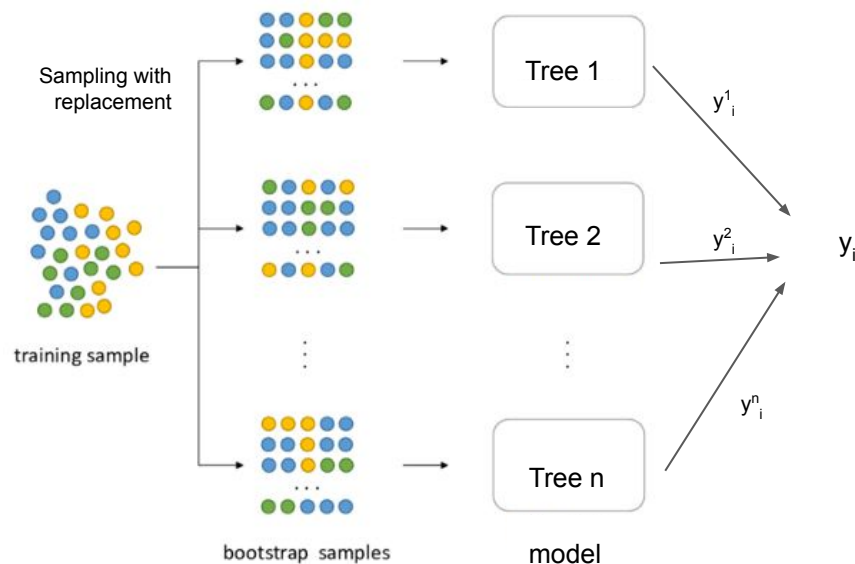 Sampling with
replacement
Tree 1
y¹ᵢ
Tree 2
y²ᵢ
yᵢ
training sample
Tree n
yⁿᵢ
bootstrap samples
model